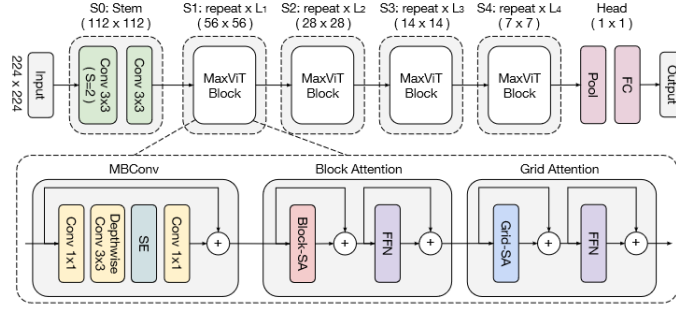 S0: Stem
( 112 x 112 )
S1: repeat x L₁
( 56 x 56 )
S2: repeat x L₂
( 28 x 28 )
S3: repeat x L₃
( 14 x 14 )
S4: repeat x L₄
( 7 x 7 )
Head
( 1 x 1 )
224 x 224
Input
Conv 3x3
( S=2 )
Conv 3x3
MaxViT
Block
MaxViT
Block
MaxViT
Block
MaxViT
Block
Pool
FC
Output
MBConv
Block Attention
Grid Attention
Conv 1x1
Depthwise
Conv 3x3
SE
Conv 1x1
+
Block-SA
+
FFN
+
Grid-SA
+
FFN
+